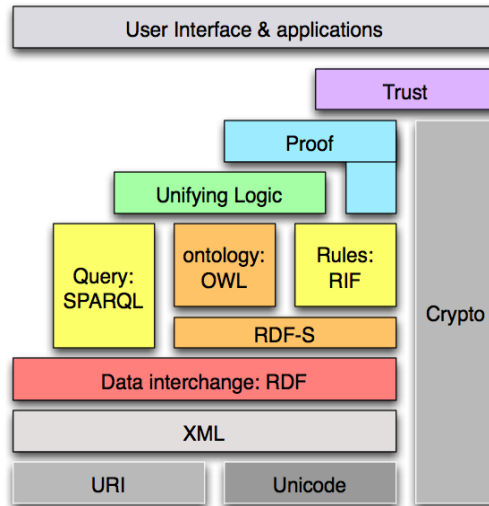 User Interface & applications
Trust
Proof
Unifying Logic
Query:
SPARQL
ontology:
OWL
Rules:
RIF
Crypto
RDF-S
Data interchange: RDF
XML
URI
Unicode